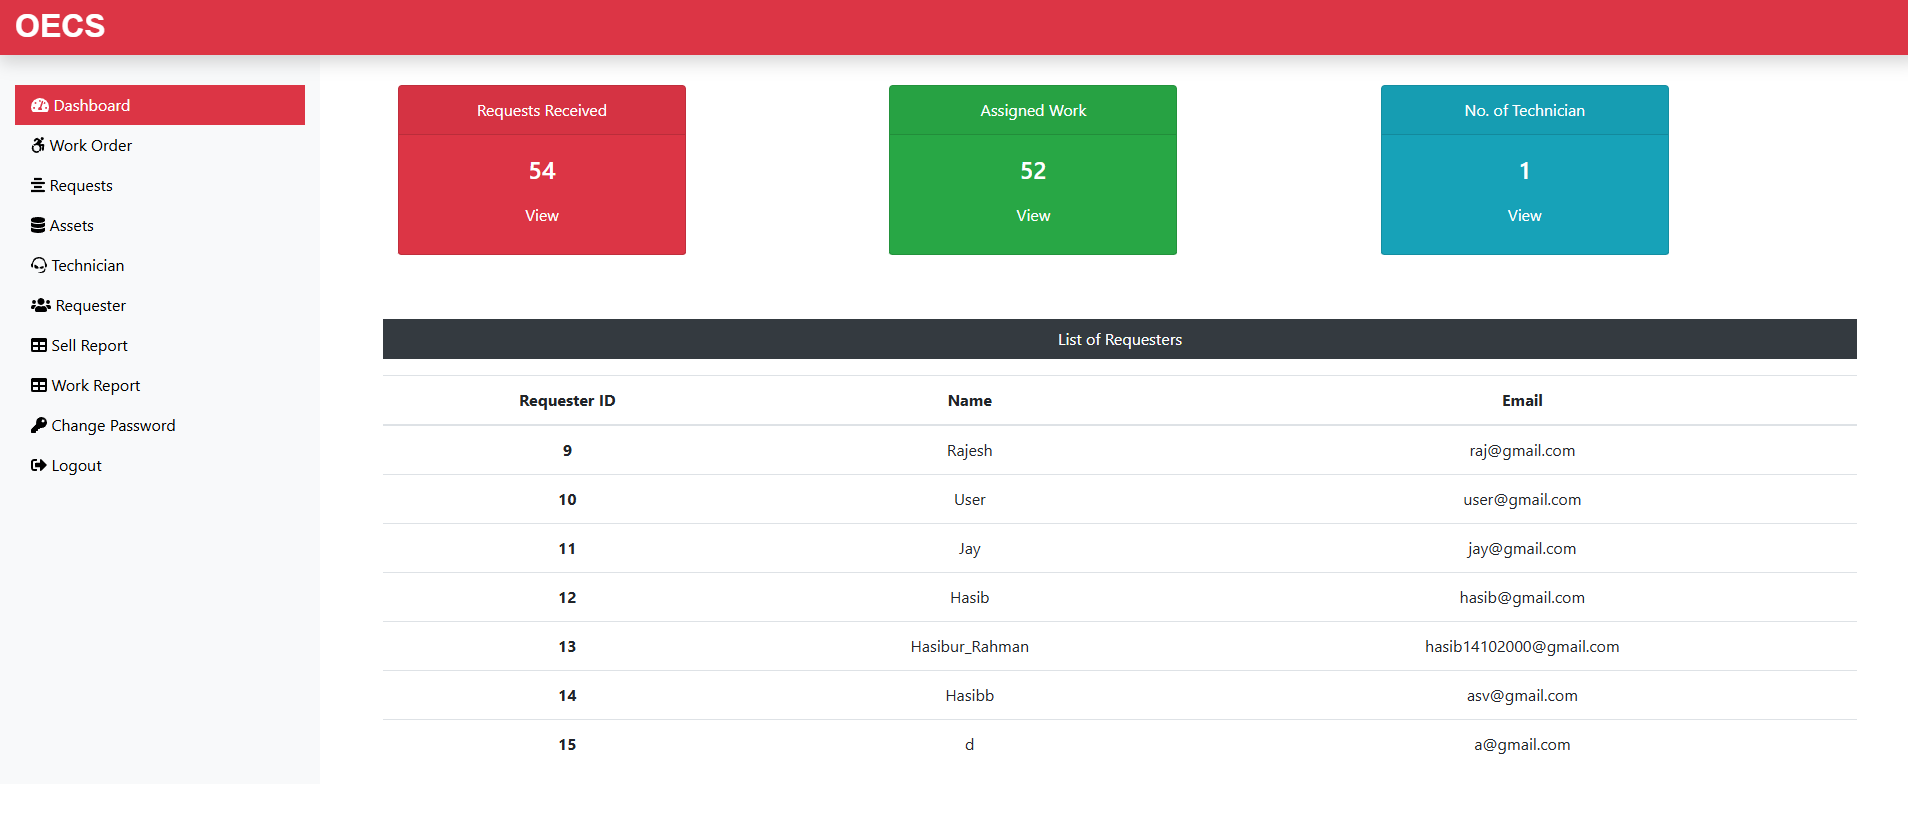 OECS
Dashboard
Work Order
Requests
Assets
Technician
Requester
Sell Report
Work Report
Change Password
Logout
Requests Received
54
View
Assigned Work
52
View
No. of Technician
1
View
List of Requesters
Requester ID Name Email
9 Rajesh raj@gmail.com
10 User user@gmail.com
11 Jay jay@gmail.com
12 Hasib hasib@gmail.com
13 Hasibur_Rahman hasib14102000@gmail.com
14 Hasibb asv@gmail.com
15 d a@gmail.com